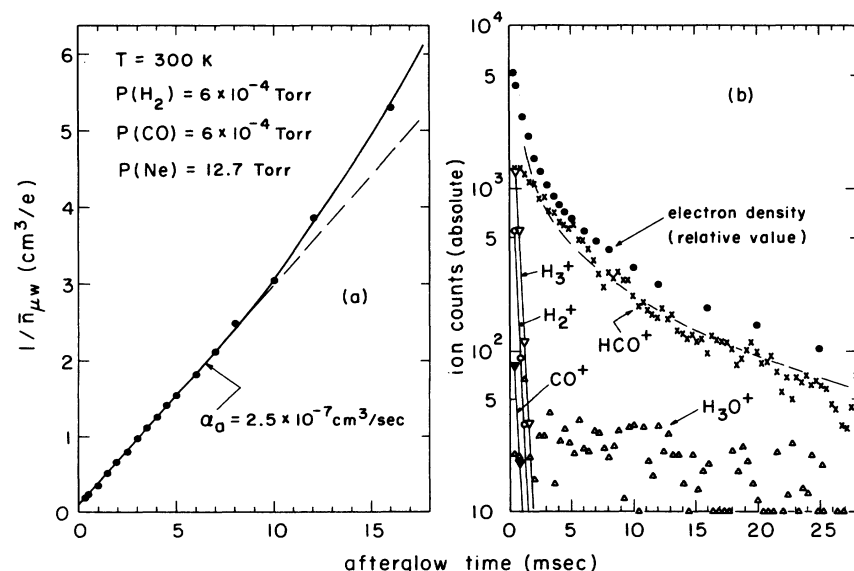 6
5
4
3
2
1
0
0
5
10
15
1/n̄μw (cm³/e)
T = 300 K
P(H₂) = 6 × 10⁻⁴ Torr
P(CO) = 6 × 10⁻⁴ Torr
P(Ne) = 12.7 Torr
(a)
αₐ = 2.5 × 10⁻⁷ cm³/sec
10⁴
5
10³
5
10²
5
10
0
5
10
15
20
25
ion counts (absolute)
(b)
electron density
(relative value)
H₃⁺
H₂⁺
HCO⁺
CO⁺
H₃O⁺
afterglow time (msec)